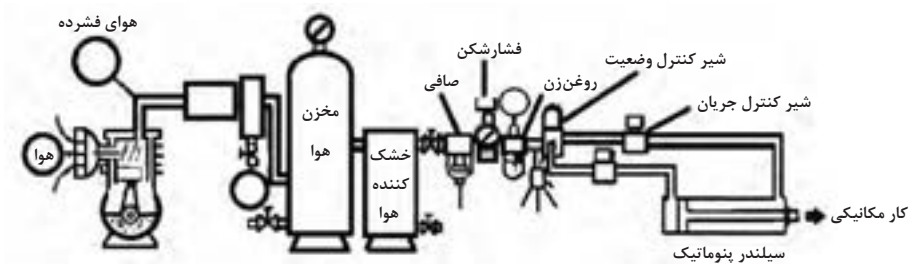 هوای فشرده
هوا
مخزن
هوا
خشک
کننده
هوا
صافی
فشارشکن
روغن‌زن
شیر کنترل وضعیت
شیر کنترل جریان
کار مکانیکی
سیلندر پنوماتیک